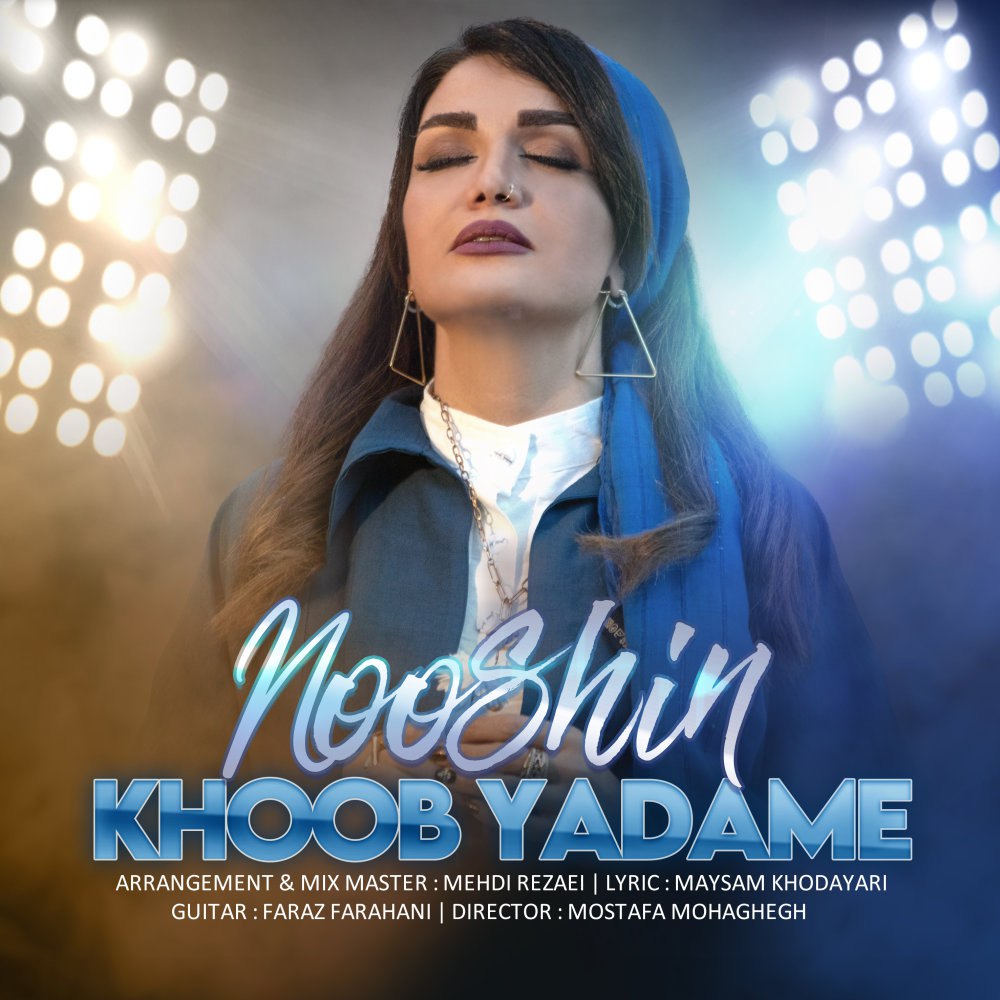 Nooshin
KHOOB YADAME
ARRANGEMENT & MIX MASTER : MEHDI REZAEI | LYRIC : MAYSAM KHODAYARI
GUITAR : FARAZ FARAHANI | DIRECTOR : MOSTAFA MOHAGHEGH